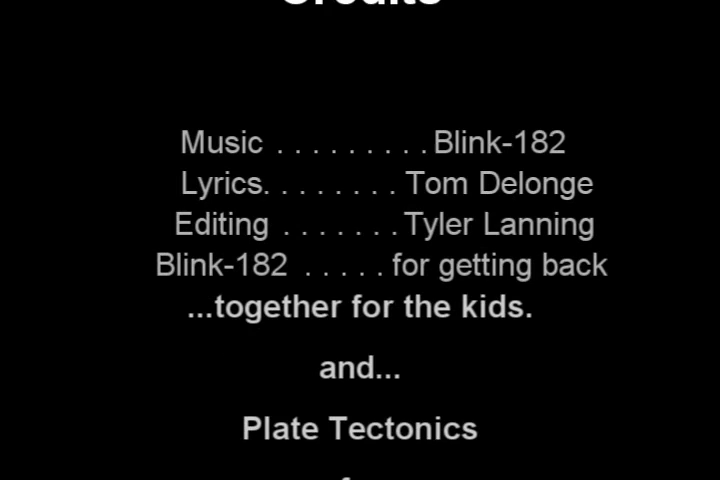 Credits
Music . . . . . . . . . Blink-182
Lyrics. . . . . . . . Tom Delonge
Editing . . . . . . . Tyler Lanning
Blink-182 . . . . . for getting back
...together for the kids.
and...
Plate Tectonics